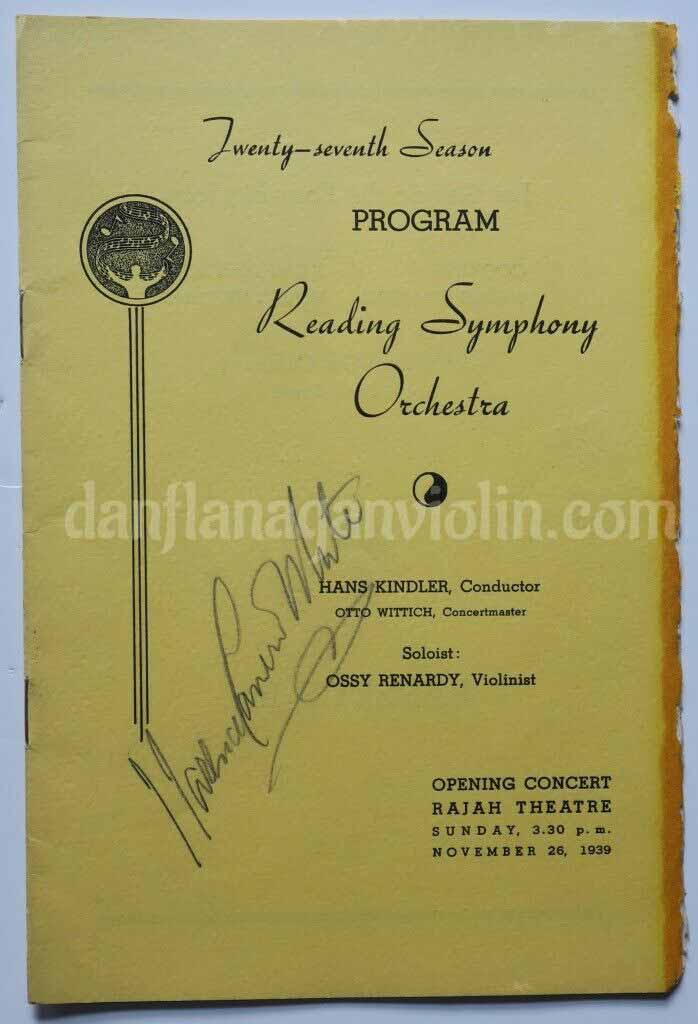 Twenty-seventh Season
PROGRAM
Reading Symphony
Orchestra
danflanaganviolin.com
HANS KINDLER, Conductor
OTTO WITTICH, Concertmaster
Soloist:
OSSY RENARDY, Violinist
OPENING CONCERT
RAJAH THEATRE
SUNDAY, 3.30 p. m.
NOVEMBER 26, 1939